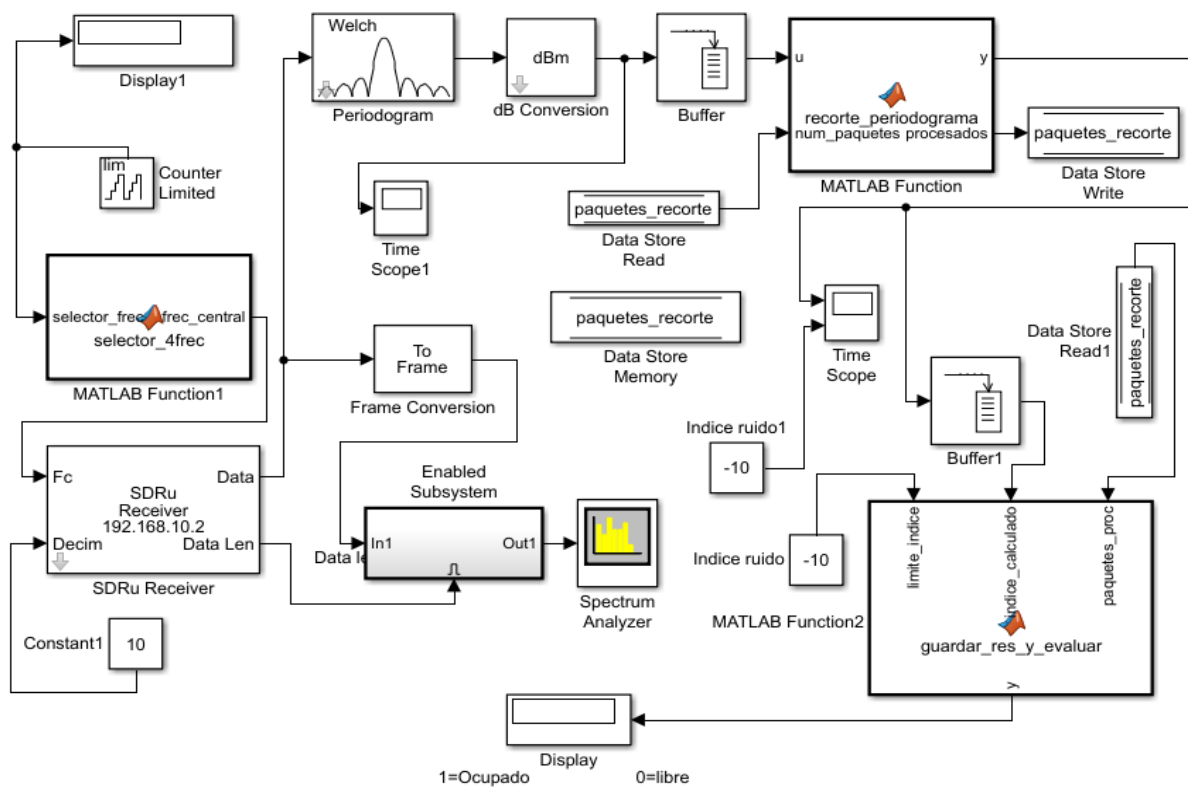 Display1
lim
Counter
Limited
selector_frec
frec_central
selector_4frec
MATLAB Function1
Fc
Data
SDRu
Receiver
192.168.10.2
Decim
Data Len
SDRu Receiver
Constant1
10
Welch
Periodogram
dBm
dB Conversion
Buffer
u
y
recorte_periodograma
num_paquetes procesados
MATLAB Function
paquetes_recorte
Data Store
Write
Time
Scope1
paquetes_recorte
Data Store
Read
paquetes_recorte
Data Store
Memory
To
Frame
Frame Conversion
Enabled
Subsystem
Data le
In1
Out1
Spectrum
Analyzer
Time
Scope
Data Store
Read1
paquetes_recorte
Buffer1
Indice ruido1
-10
Indice ruido
-10
MATLAB Function2
limite_indice
indice_calculado
paquetes_proc
guardar_res_y_evaluar
y
Display
1=Ocupado 0=libre